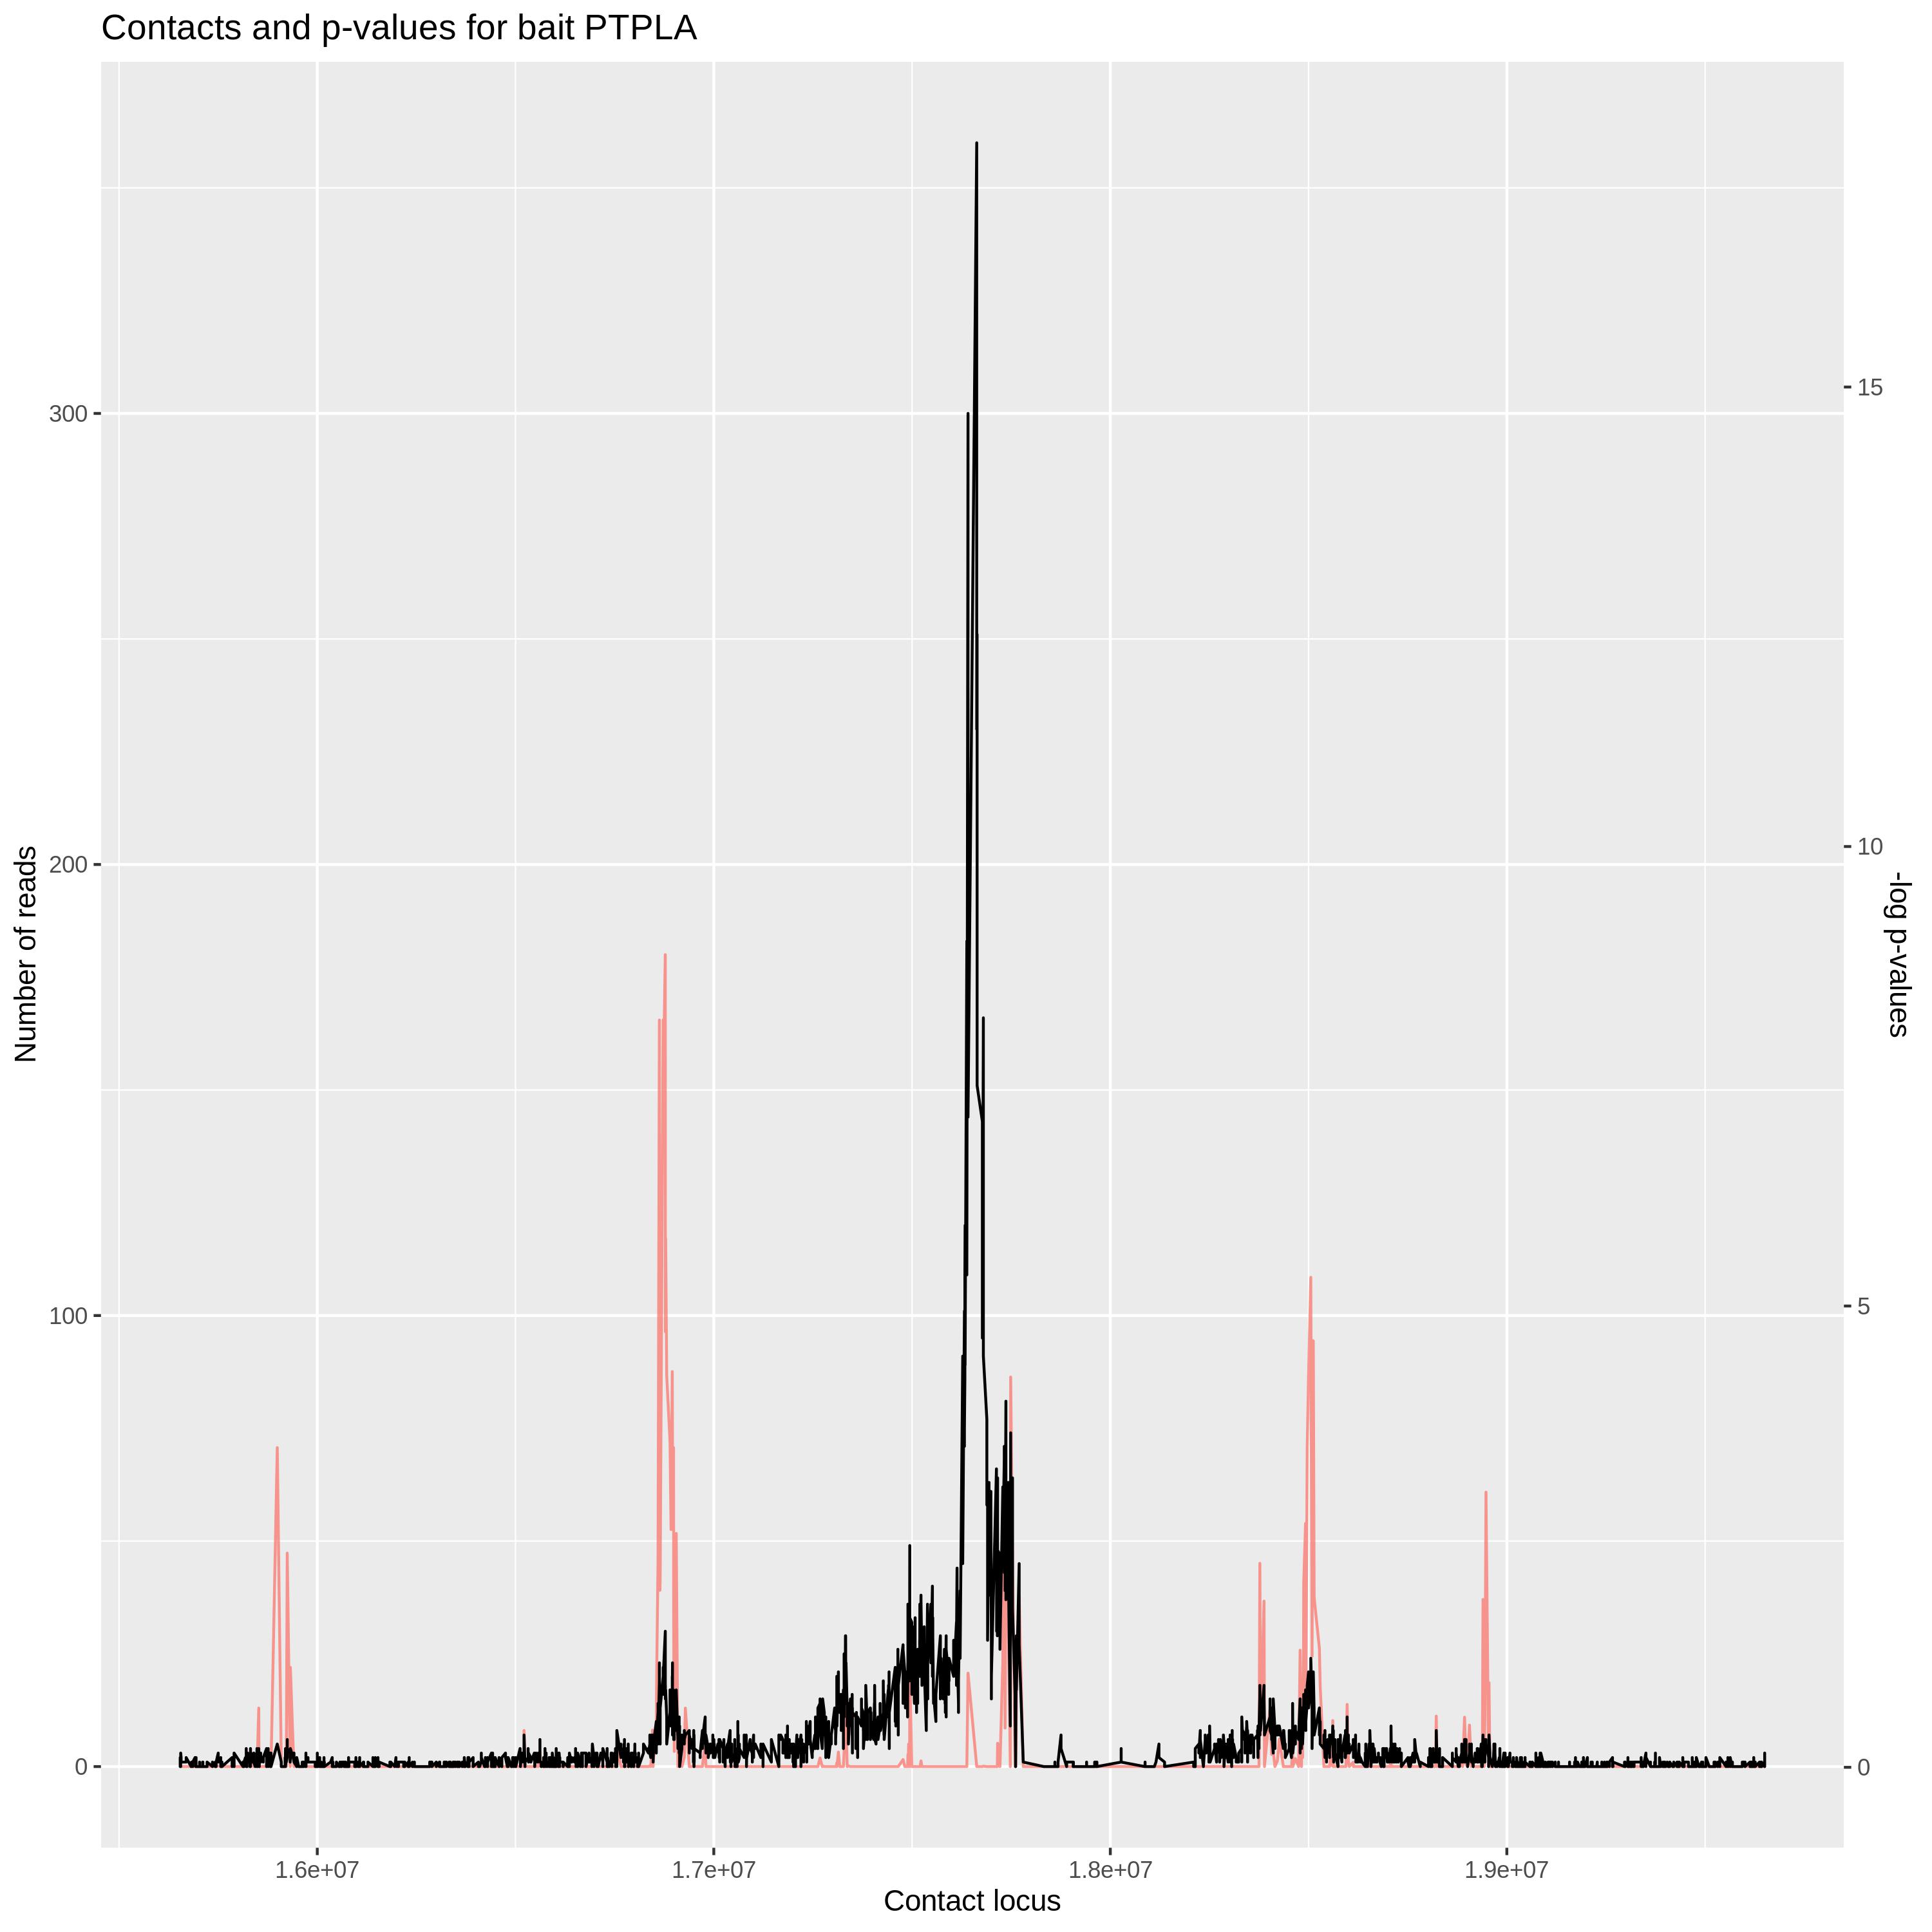 Contacts and p-values for bait PTPLA
300
200
100
0
Number of reads
15
10
5
0
-log p-values
1.6e+07
1.7e+07
1.8e+07
1.9e+07
Contact locus